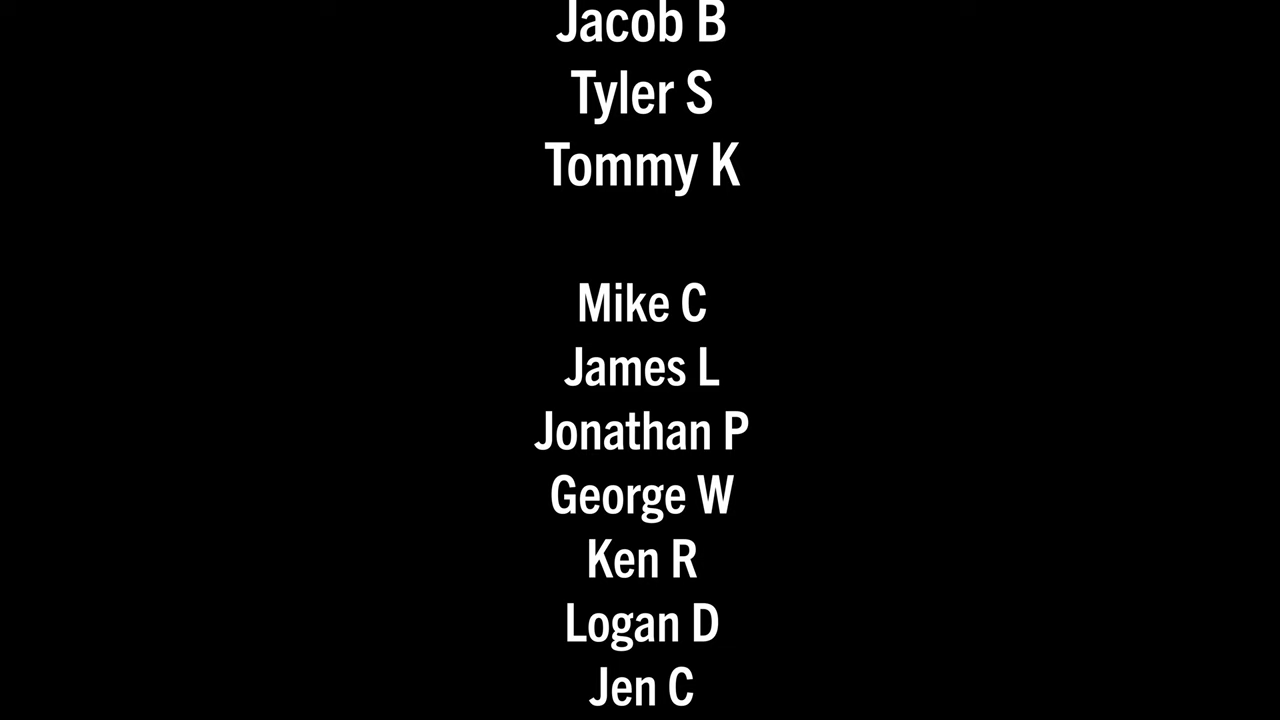 Jacob B
Tyler S
Tommy K
Mike C
James L
Jonathan P
George W
Ken R
Logan D
Jen C